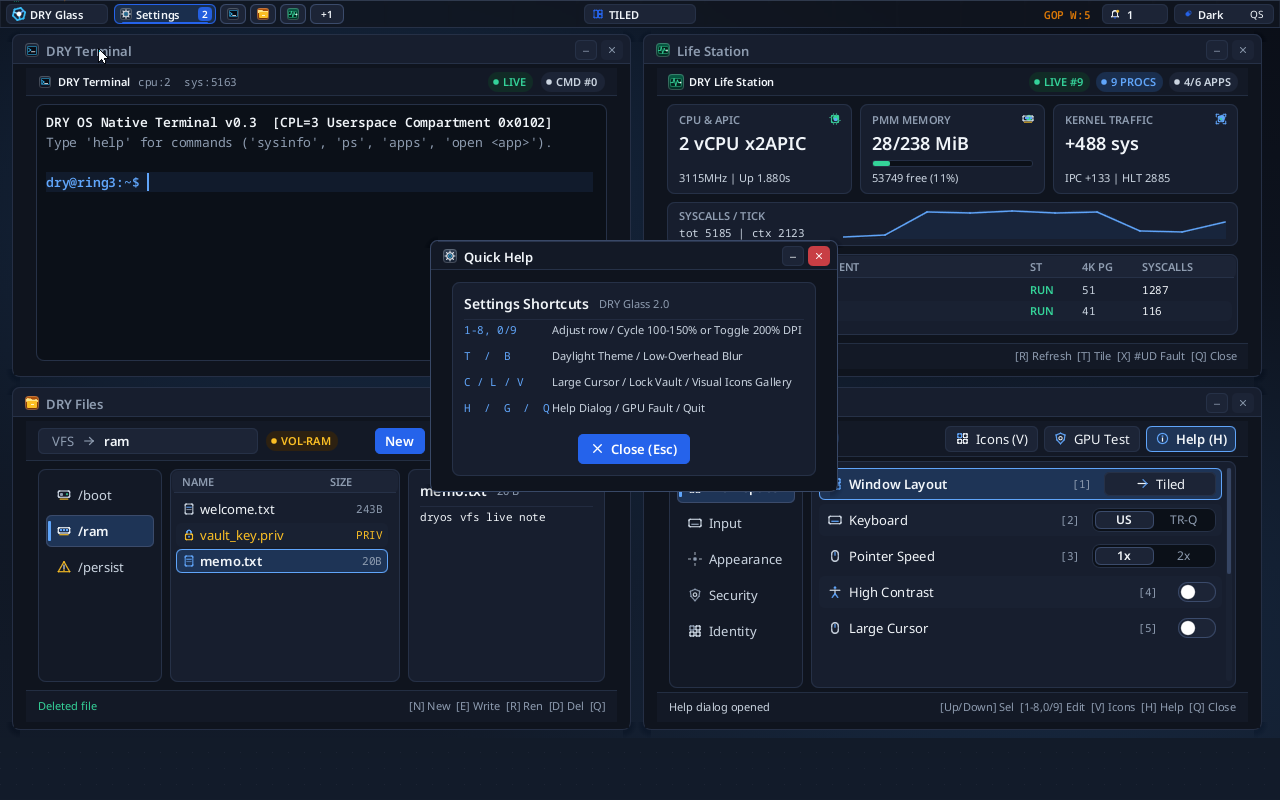 DRY Glass
Settings 2
+1
TILED
GOP W:5
1
Dark QS
DRY Terminal
DRY Terminal cpu:2 sys:5163
LIVE
CMD #0
DRY OS Native Terminal v0.3 [CPL=3 Userspace Compartment 0x0102]
Type 'help' for commands ('sysinfo', 'ps', 'apps', 'open <app>').
dry@ring3:~$
Life Station
DRY Life Station
LIVE #9
9 PROCS
4/6 APPS
CPU & APIC
2 vCPU x2APIC
3115MHz | Up 1.880s
PMM MEMORY
28/238 MiB
53749 free (11%)
KERNEL TRAFFIC
+488 sys
IPC +133 | HLT 2885
SYSCALLS / TICK
tot 5185 | ctx 2123
ENT ST 4K PG SYSCALLS
RUN 51 1287
RUN 41 116
[R] Refresh [T] Tile [X] #UD Fault [Q] Close
Quick Help
Settings Shortcuts DRY Glass 2.0
1-8, 0/9 Adjust row / Cycle 100-150% or Toggle 200% DPI
T / B Daylight Theme / Low-Overhead Blur
C / L / V Large Cursor / Lock Vault / Visual Icons Gallery
H / G / Q Help Dialog / GPU Fault / Quit
Close (Esc)
DRY Files
VFS → ram
VOL-RAM
New
/boot
/ram
/persist
NAME SIZE
welcome.txt 243B
vault_key.priv PRIV
memo.txt 20B
memo.txt 20B
dryos vfs live note
Deleted file
[N] New [E] Write [R] Ren [D] Del [Q]
Icons (V)
GPU Test
Help (H)
Input
Appearance
Security
Identity
Window Layout [1] → Tiled
Keyboard [2] US TR-Q
Pointer Speed [3] 1x 2x
High Contrast [4]
Large Cursor [5]
Help dialog opened
[Up/Down] Sel [1-8,0/9] Edit [V] Icons [H] Help [Q] Close